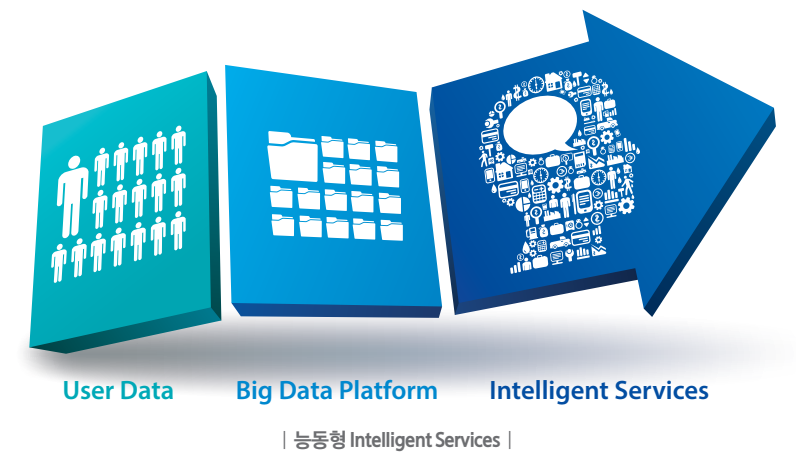 User Data
Big Data Platform
Intelligent Services
| 능동형 Intelligent Services |